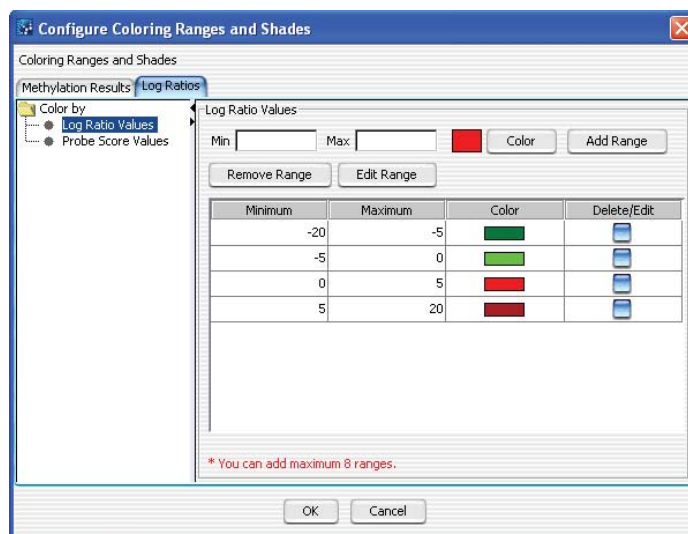 Configure Coloring Ranges and Shades
Coloring Ranges and Shades
Methylation Results Log Ratios
Color by
Log Ratio Values
Probe Score Values
Log Ratio Values
Min Max Color Add Range
Remove Range Edit Range
Minimum Maximum Color Delete/Edit
-20 -5
-5 0
0 5
5 20
* You can add maximum 8 ranges.
OK Cancel